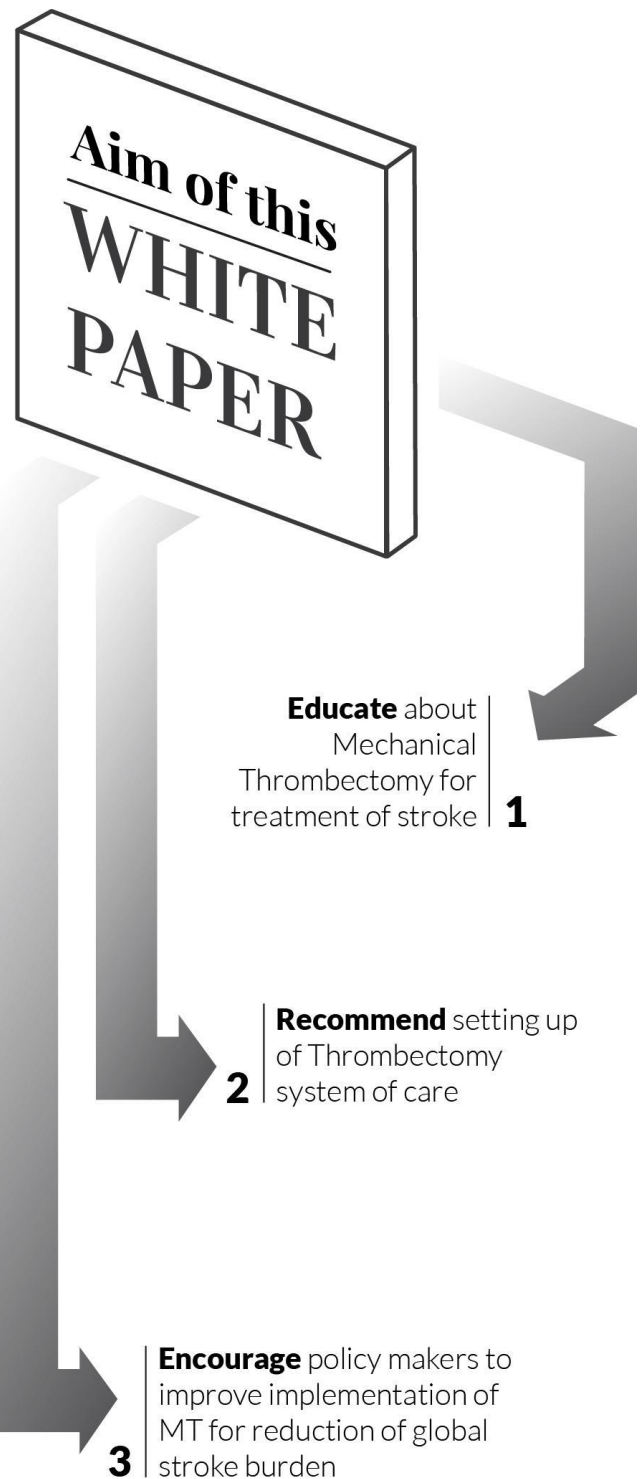 Aim of this
WHITE
PAPER
Educate about
Mechanical
Thrombectomy for
treatment of stroke
1
Recommend setting up
of Thrombectomy
system of care
2
Encourage policy makers to
improve implementation of
MT for reduction of global
stroke burden
3